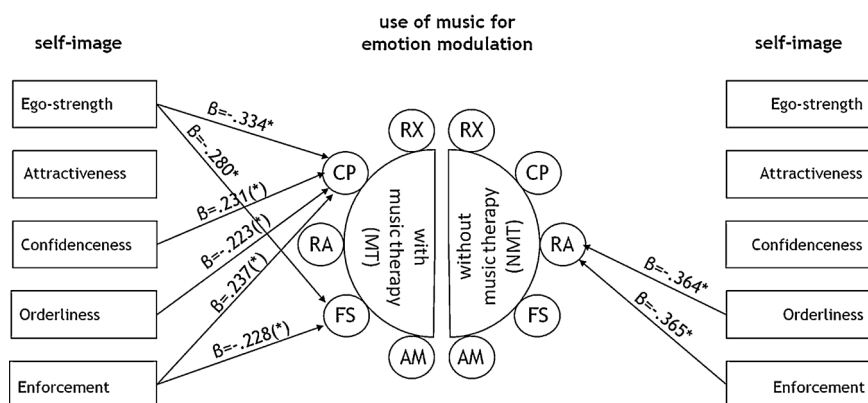 use of music for
emotion modulation
self-image
self-image
Ego-strength
Attractiveness
Confidenceness
Orderliness
Enforcement
β=-.334*
β=-.280*
β=.231(*)
β=-.223(*)
β=.237(*)
β=-.228(*)
RX
CP
RA
FS
AM
with
music therapy
(MT)
without
music therapy
(NMT)
RX
CP
RA
FS
AM
β=-.364*
β=-.365*
Ego-strength
Attractiveness
Confidenceness
Orderliness
Enforcement